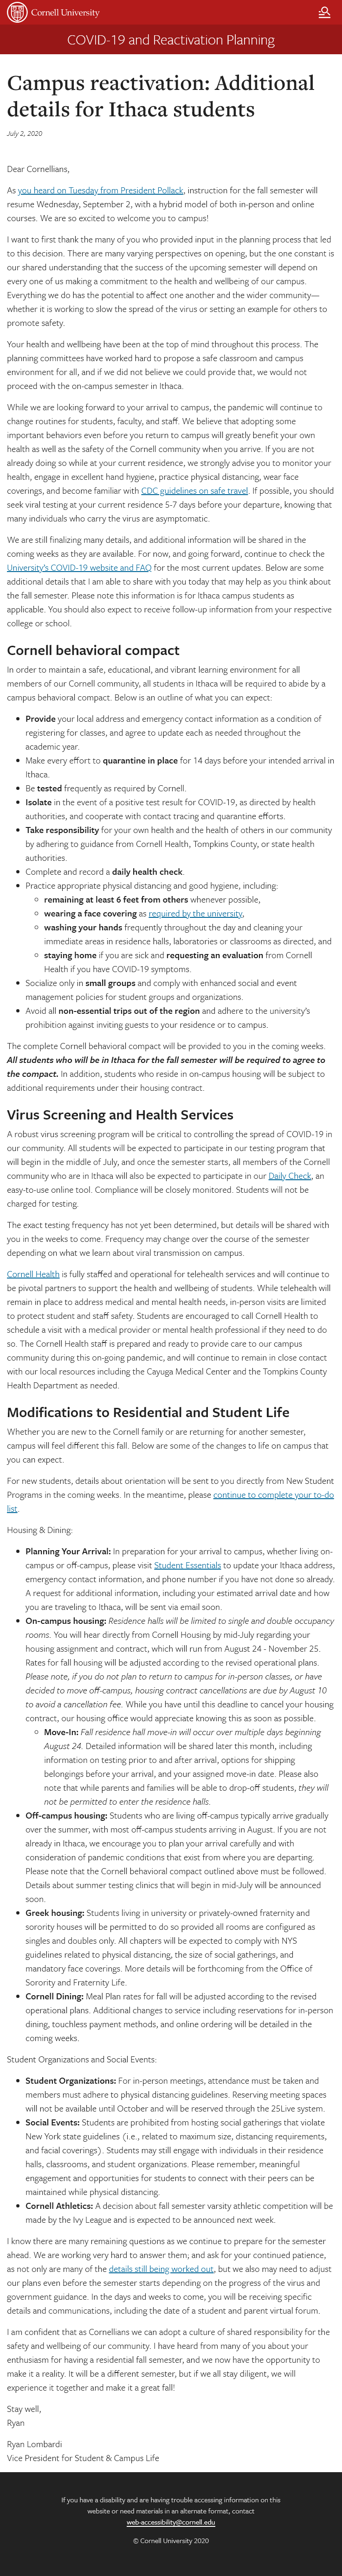 Cornell University
COVID-19 and Reactivation Planning
Campus reactivation: Additional
details for Ithaca students
July 2, 2020
Dear Cornellians,
As you heard on Tuesday from President Pollack, instruction for the fall semester will
resume Wednesday, September 2, with a hybrid model of both in-person and online
courses. We are so excited to welcome you to campus!
I want to first thank the many of you who provided input in the planning process that led
to this decision. There are many varying perspectives on opening, but the one constant is
our shared understanding that the success of the upcoming semester will depend on
every one of us making a commitment to the health and wellbeing of our campus.
Everything we do has the potential to affect one another and the wider community—
whether it is working to slow the spread of the virus or setting an example for others to
promote safety.
Your health and wellbeing have been at the top of mind throughout this process. The
planning committees have worked hard to propose a safe classroom and campus
environment for all, and if we did not believe we could provide that, we would not
proceed with the on-campus semester in Ithaca.
While we are looking forward to your arrival to campus, the pandemic will continue to
change routines for students, faculty, and staff. We believe that adopting some
important behaviors even before you return to campus will greatly benefit your own
health as well as the safety of the Cornell community when you arrive. If you are not
already doing so while at your current residence, we strongly advise you to monitor your
health, engage in excellent hand hygiene, practice physical distancing, wear face
coverings, and become familiar with CDC guidelines on safe travel. If possible, you should
seek viral testing at your current residence 5-7 days before your departure, knowing that
many individuals who carry the virus are asymptomatic.
We are still finalizing many details, and additional information will be shared in the
coming weeks as they are available. For now, and going forward, continue to check the
University's COVID-19 website and FAQ for the most current updates. Below are some
additional details that I am able to share with you today that may help as you think about
the fall semester. Please note this information is for Ithaca campus students as
applicable. You should also expect to receive follow-up information from your respective
college or school.
Cornell behavioral compact
In order to maintain a safe, educational, and vibrant learning environment for all
members of our Cornell community, all students in Ithaca will be required to abide by a
campus behavioral compact. Below is an outline of what you can expect:
• Provide your local address and emergency contact information as a condition of
registering for classes, and agree to update each as needed throughout the
academic year.
• Make every effort to quarantine in place for 14 days before your intended arrival in
Ithaca.
• Be tested frequently as required by Cornell.
• Isolate in the event of a positive test result for COVID-19, as directed by health
authorities, and cooperate with contact tracing and quarantine efforts.
• Take responsibility for your own health and the health of others in our community
by adhering to guidance from Cornell Health, Tompkins County, or state health
authorities.
• Complete and record a daily health check.
• Practice appropriate physical distancing and good hygiene, including:
◦ remaining at least 6 feet from others whenever possible,
◦ wearing a face covering as required by the university,
◦ washing your hands frequently throughout the day and cleaning your
immediate areas in residence halls, laboratories or classrooms as directed, and
◦ staying home if you are sick and requesting an evaluation from Cornell
Health if you have COVID-19 symptoms.
• Socialize only in small groups and comply with enhanced social and event
management policies for student groups and organizations.
• Avoid all non-essential trips out of the region and adhere to the university's
prohibition against inviting guests to your residence or to campus.
The complete Cornell behavioral compact will be provided to you in the coming weeks.
All students who will be in Ithaca for the fall semester will be required to agree to
the compact. In addition, students who reside in on-campus housing will be subject to
additional requirements under their housing contract.
Virus Screening and Health Services
A robust virus screening program will be critical to controlling the spread of COVID-19 in
our community. All students will be expected to participate in our testing program that
will begin in the middle of July, and once the semester starts, all members of the Cornell
community who are in Ithaca will also be expected to participate in our Daily Check, an
easy-to-use online tool. Compliance will be closely monitored. Students will not be
charged for testing.
The exact testing frequency has not yet been determined, but details will be shared with
you in the weeks to come. Frequency may change over the course of the semester
depending on what we learn about viral transmission on campus.
Cornell Health is fully staffed and operational for telehealth services and will continue to
be pivotal partners to support the health and wellbeing of students. While telehealth will
remain in place to address medical and mental health needs, in-person visits are limited
to protect student and staff safety. Students are encouraged to call Cornell Health to
schedule a visit with a medical provider or mental health professional if they need to do
so. The Cornell Health staff is prepared and ready to provide care to our campus
community during this on-going pandemic, and will continue to remain in close contact
with our local resources including the Cayuga Medical Center and the Tompkins County
Health Department as needed.
Modifications to Residential and Student Life
Whether you are new to the Cornell family or are returning for another semester,
campus will feel different this fall. Below are some of the changes to life on campus that
you can expect.
For new students, details about orientation will be sent to you directly from New Student
Programs in the coming weeks. In the meantime, please continue to complete your to-do
list.
Housing & Dining:
• Planning Your Arrival: In preparation for your arrival to campus, whether living on-
campus or off-campus, please visit Student Essentials to update your Ithaca address,
emergency contact information, and phone number if you have not done so already.
A request for additional information, including your estimated arrival date and how
you are traveling to Ithaca, will be sent via email soon.
• On-campus housing: Residence halls will be limited to single and double occupancy
rooms. You will hear directly from Cornell Housing by mid-July regarding your
housing assignment and contract, which will run from August 24 - November 25.
Rates for fall housing will be adjusted according to the revised operational plans.
Please note, if you do not plan to return to campus for in-person classes, or have
decided to move off-campus, housing contract cancellations are due by August 10
to avoid a cancellation fee. While you have until this deadline to cancel your housing
contract, our housing office would appreciate knowing this as soon as possible.
◦ Move-In: Fall residence hall move-in will occur over multiple days beginning
August 24. Detailed information will be shared later this month, including
information on testing prior to and after arrival, options for shipping
belongings before your arrival, and your assigned move-in date. Please also
note that while parents and families will be able to drop-off students, they will
not be permitted to enter the residence halls.
• Off-campus housing: Students who are living off-campus typically arrive gradually
over the summer, with most off-campus students arriving in August. If you are not
already in Ithaca, we encourage you to plan your arrival carefully and with
consideration of pandemic conditions that exist from where you are departing.
Please note that the Cornell behavioral compact outlined above must be followed.
Details about summer testing clinics that will begin in mid-July will be announced
soon.
• Greek housing: Students living in university or privately-owned fraternity and
sorority houses will be permitted to do so provided all rooms are configured as
singles and doubles only. All chapters will be expected to comply with NYS
guidelines related to physical distancing, the size of social gatherings, and
mandatory face coverings. More details will be forthcoming from the Office of
Sorority and Fraternity Life.
• Cornell Dining: Meal Plan rates for fall will be adjusted according to the revised
operational plans. Additional changes to service including reservations for in-person
dining, touchless payment methods, and online ordering will be detailed in the
coming weeks.
Student Organizations and Social Events:
• Student Organizations: For in-person meetings, attendance must be taken and
members must adhere to physical distancing guidelines. Reserving meeting spaces
will not be available until October and will be reserved through the 25Live system.
• Social Events: Students are prohibited from hosting social gatherings that violate
New York state guidelines (i.e., related to maximum size, distancing requirements,
and facial coverings). Students may still engage with individuals in their residence
halls, classrooms, and student organizations. Please remember, meaningful
engagement and opportunities for students to connect with their peers can be
maintained while physical distancing.
• Cornell Athletics: A decision about fall semester varsity athletic competition will be
made by the Ivy League and is expected to be announced next week.
I know there are many remaining questions as we continue to prepare for the semester
ahead. We are working very hard to answer them, and ask for your continued patience,
as not only are many of the details still being worked out, but we also may need to adjust
our plans even before the semester starts depending on the progress of the virus and
government guidance. In the days and weeks to come, you will be receiving specific
details and communications, including the date of a student and parent virtual forum.
I am confident that as Cornellians we can adopt a culture of shared responsibility for the
safety and wellbeing of our community. I have heard from many of you about your
enthusiasm for having a residential fall semester, and we now have the opportunity to
make it a reality. It will be a different semester, but if we all stay diligent, we will
experience it together and make it a great fall!
Stay well,
Ryan
Ryan Lombardi
Vice President for Student & Campus Life
If you have a disability and are having trouble accessing information on this
website or need materials in an alternate format, contact
web-accessibility@cornell.edu
© Cornell University 2020